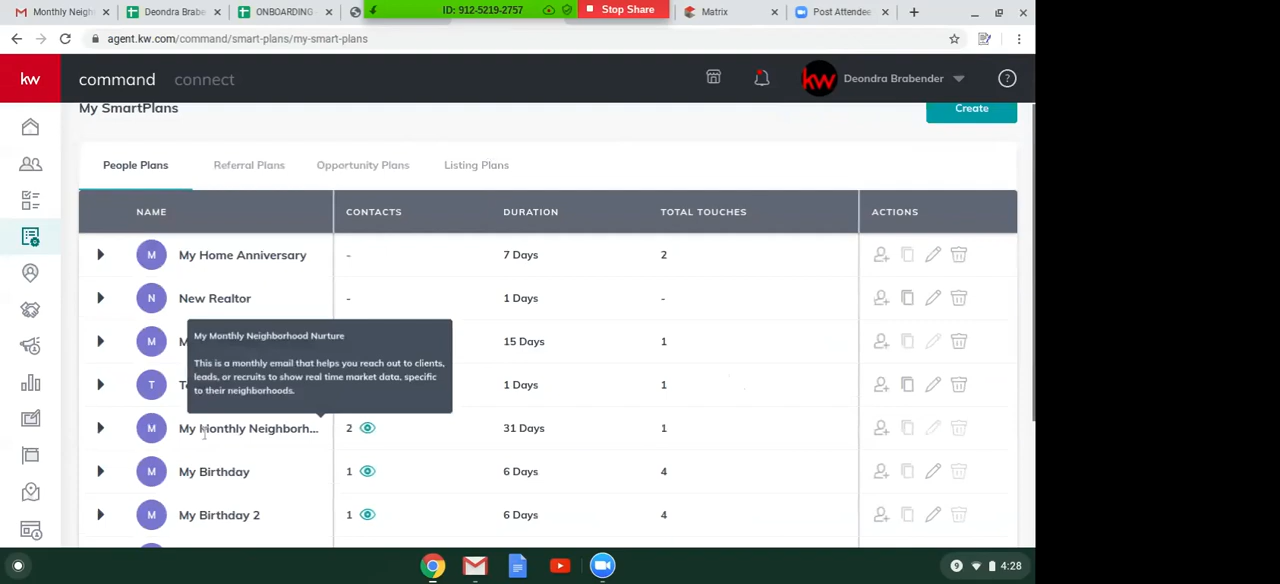 Monthly Neigh
Deondra Brabe
ONBOARDING -
ID: 912-5219-2757
Stop Share
Matrix
Post Attendee
agent.kw.com/command/smart-plans/my-smart-plans
kw
command
connect
kw
Deondra Brabender
My SmartPlans
Create
People Plans
Referral Plans
Opportunity Plans
Listing Plans
NAME
CONTACTS
DURATION
TOTAL TOUCHES
ACTIONS
M
My Home Anniversary
-
7 Days
2
N
New Realtor
-
1 Days
-
M
M
15 Days
1
My Monthly Neighborhood Nurture
This is a monthly email that helps you reach out to clients,
leads, or recruits to show real time market data, specific
to their neighborhoods.
T
1 Days
1
M
My Monthly Neighborh...
2
31 Days
1
M
My Birthday
1
6 Days
4
M
My Birthday 2
1
6 Days
4
9
4:28